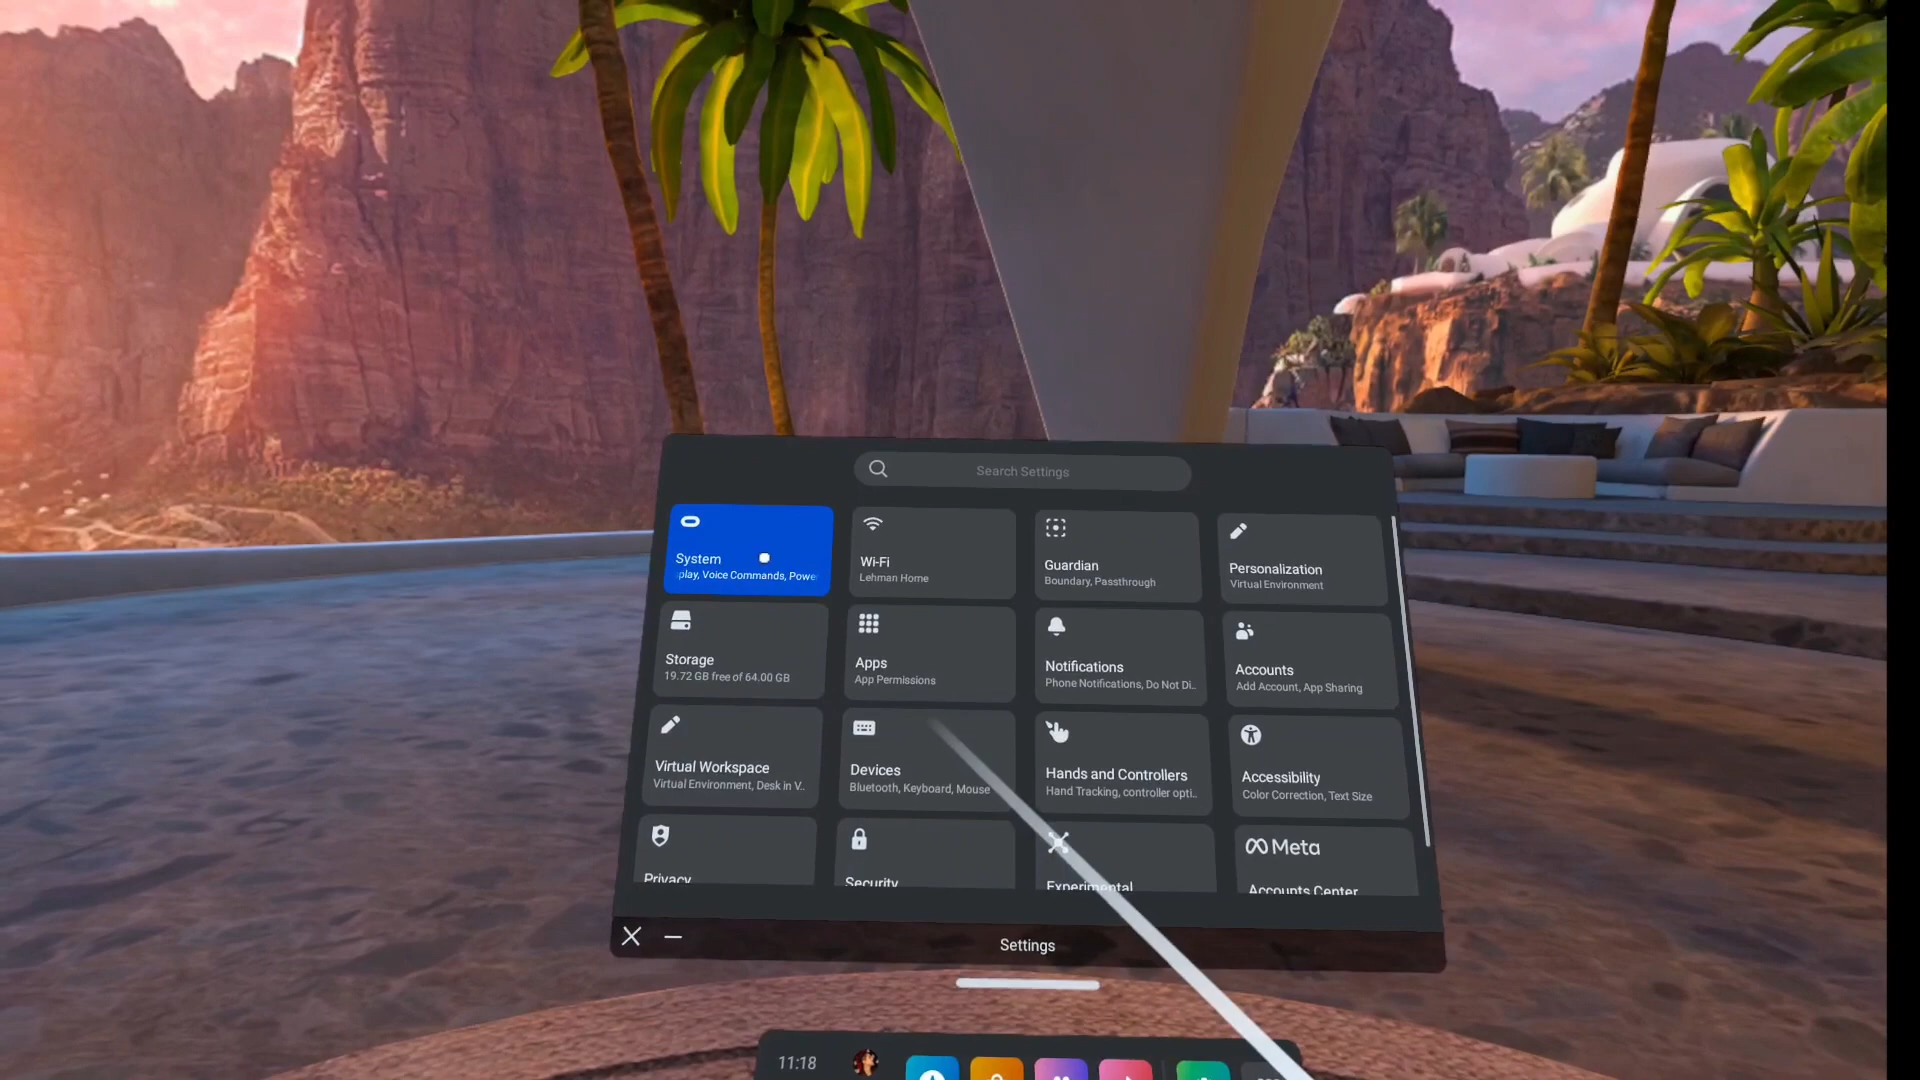 Search Settings
System
play, Voice Commands, Powe
Wi-Fi
Lehman Home
Guardian
Boundary, Passthrough
Personalization
Virtual Environment
Storage
19.72 GB free of 64.00 GB
Apps
App Permissions
Notifications
Phone Notifications, Do Not Di..
Accounts
Add Account, App Sharing
Virtual Workspace
Virtual Environment, Desk in V..
Devices
Bluetooth, Keyboard, Mouse
Hands and Controllers
Hand Tracking, controller opti..
Accessibility
Color Correction, Text Size
Privacy
Security
Experimental
Meta
Accounts Center
Settings
11:18